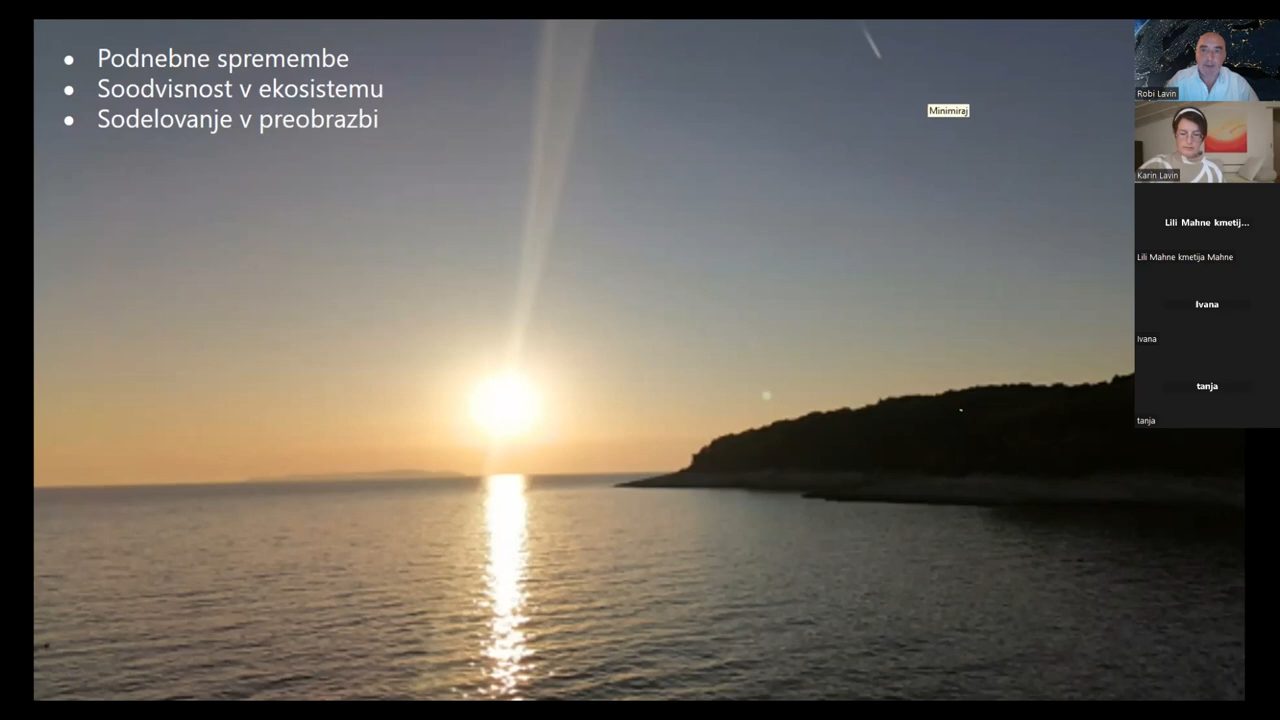 ● Podnebne spremembe
● Soodvisnost v ekosistemu
● Sodelovanje v preobrazbi
Minimiraj
Robi Lavin
Karin Lavin
Lili Mahne kmetij...
Lili Mahne kmetija Mahne
Ivana
Ivana
tanja
tanja